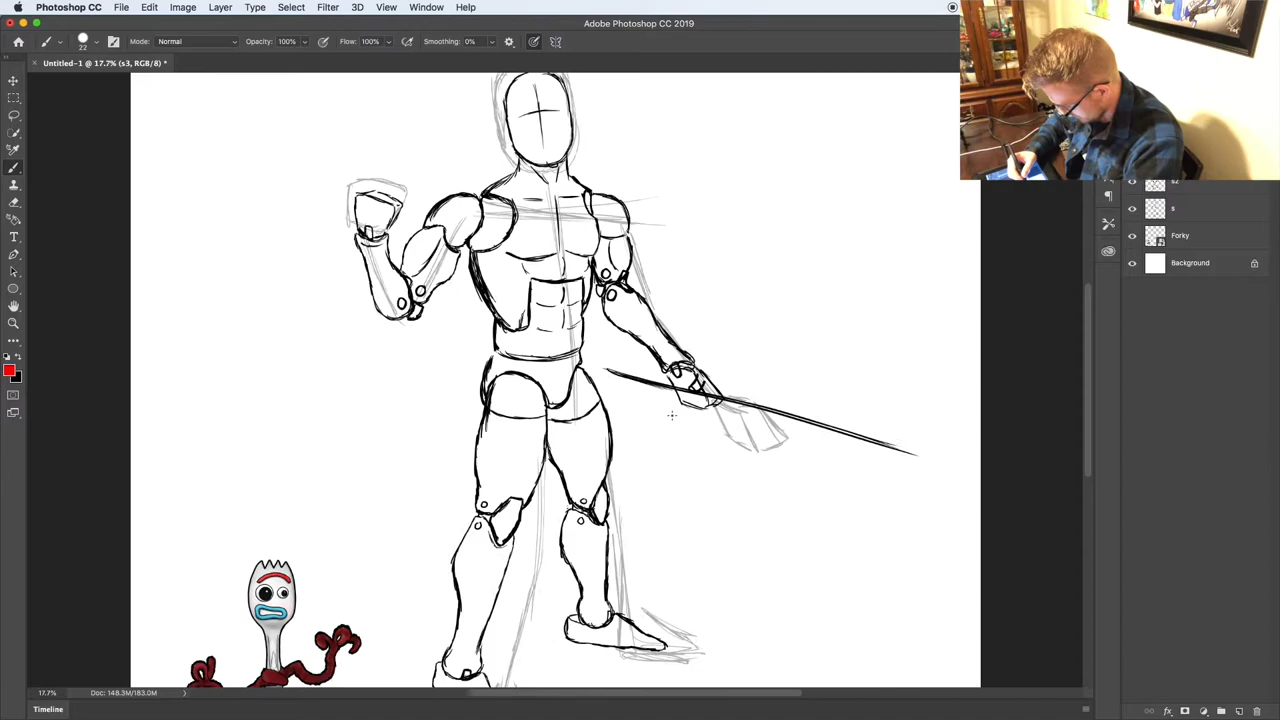 Photoshop CC File Edit Image Layer Type Select Filter 3D View Window Help
Adobe Photoshop CC 2019
22 Mode: Normal Opacity: 100% Flow: 100% Smoothing: 0%
Untitled-1 @ 17.7% (s3, RGB/8) *
s2
s
Forky
Background
17.7% Doc: 148.3M/183.0M
Timeline